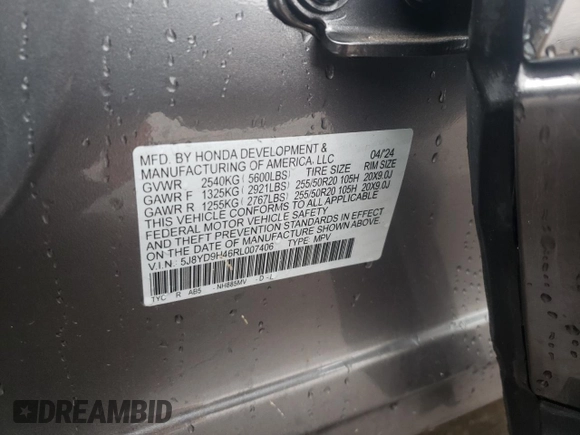 MFD. BY HONDA DEVELOPMENT &
MANUFACTURING OF AMERICA, LLC 04/24
GVWR 2540KG (5600LBS) TIRE SIZE RIM SIZE
GAWR F 1325KG (2921LBS) 255/50R20 105H 20X9.0J
GAWR R 1255KG (2767LBS) 255/50R20 105H 20X9.0J
THIS VEHICLE CONFORMS TO ALL APPLICABLE
FEDERAL MOTOR VEHICLE SAFETY
AND THEFT PREVENTION STANDARDS IN EFFECT
ON THE DATE OF MANUFACTURE SHOWN ABOVE.
V.I.N. 5J8YD9H46RL007406 TYPE: MPV
TYC R AB5 - NH885MV - D -L
DREAMBID